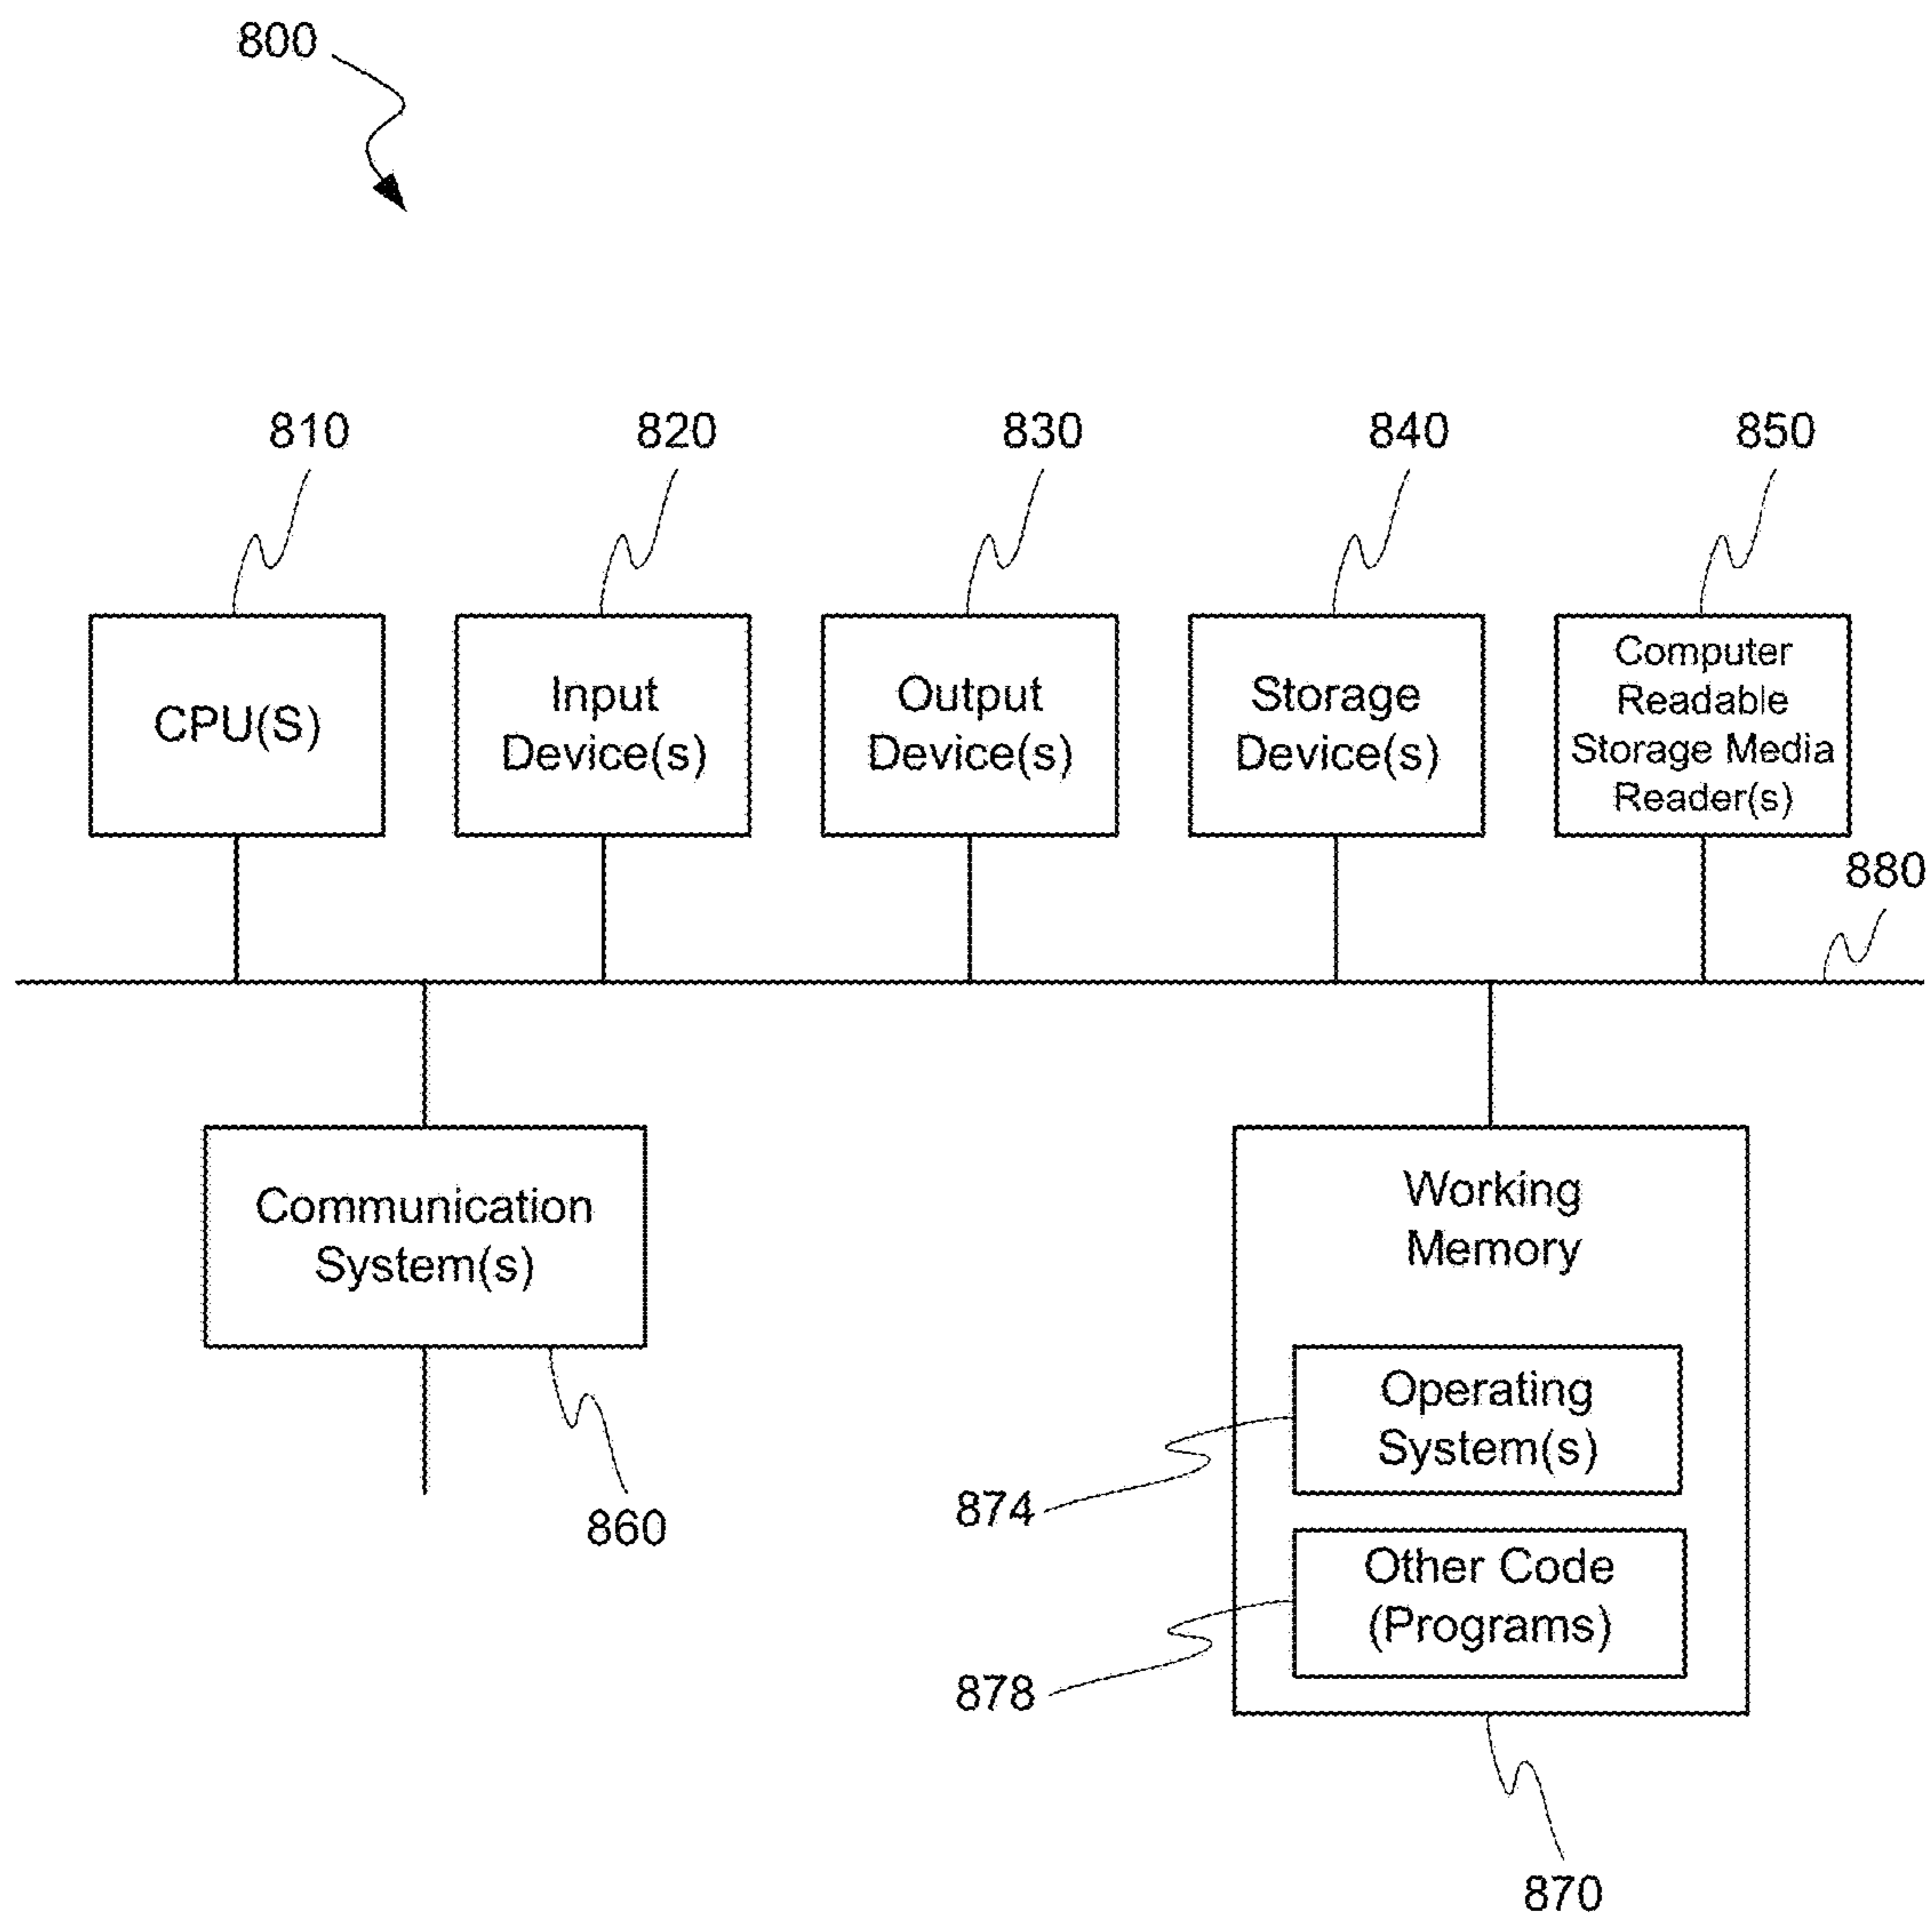 800
810
820
830
840
850
CPU(S)
Input
Device(s)
Output
Device(s)
Storage
Device(s)
Computer
Readable
Storage Media
Reader(s)
880
Communication
System(s)
860
Working
Memory
Operating
System(s)
874
Other Code
(Programs)
878
870